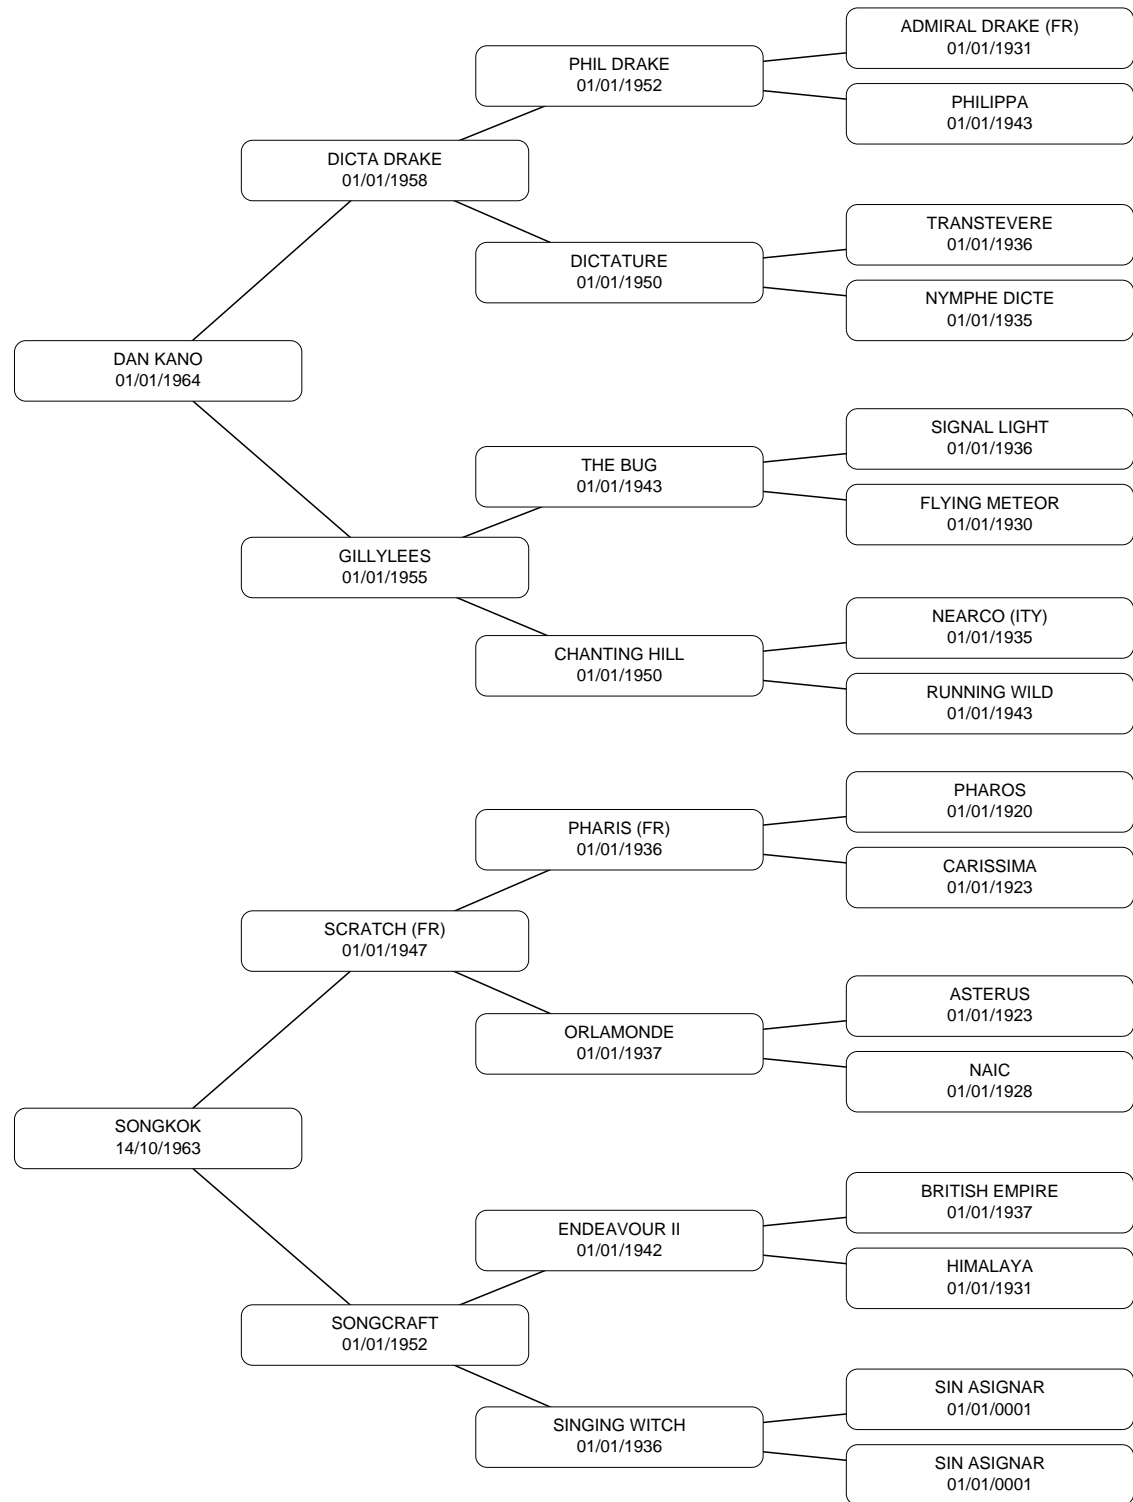 ADMIRAL DRAKE (FR)
01/01/1931
PHIL DRAKE
01/01/1952
PHILIPPA
01/01/1943
DICTA DRAKE
01/01/1958
TRANSTEVERE
01/01/1936
DICTATURE
01/01/1950
NYMPHE DICTE
01/01/1935
DAN KANO
01/01/1964
SIGNAL LIGHT
01/01/1936
THE BUG
01/01/1943
FLYING METEOR
01/01/1930
GILLYLEES
01/01/1955
NEARCO (ITY)
01/01/1935
CHANTING HILL
01/01/1950
RUNNING WILD
01/01/1943
PHAROS
01/01/1920
PHARIS (FR)
01/01/1936
CARISSIMA
01/01/1923
SCRATCH (FR)
01/01/1947
ASTERUS
01/01/1923
ORLAMONDE
01/01/1937
NAIC
01/01/1928
SONGKOK
14/10/1963
BRITISH EMPIRE
01/01/1937
ENDEAVOUR II
01/01/1942
HIMALAYA
01/01/1931
SONGCRAFT
01/01/1952
SIN ASIGNAR
01/01/0001
SINGING WITCH
01/01/1936
SIN ASIGNAR
01/01/0001